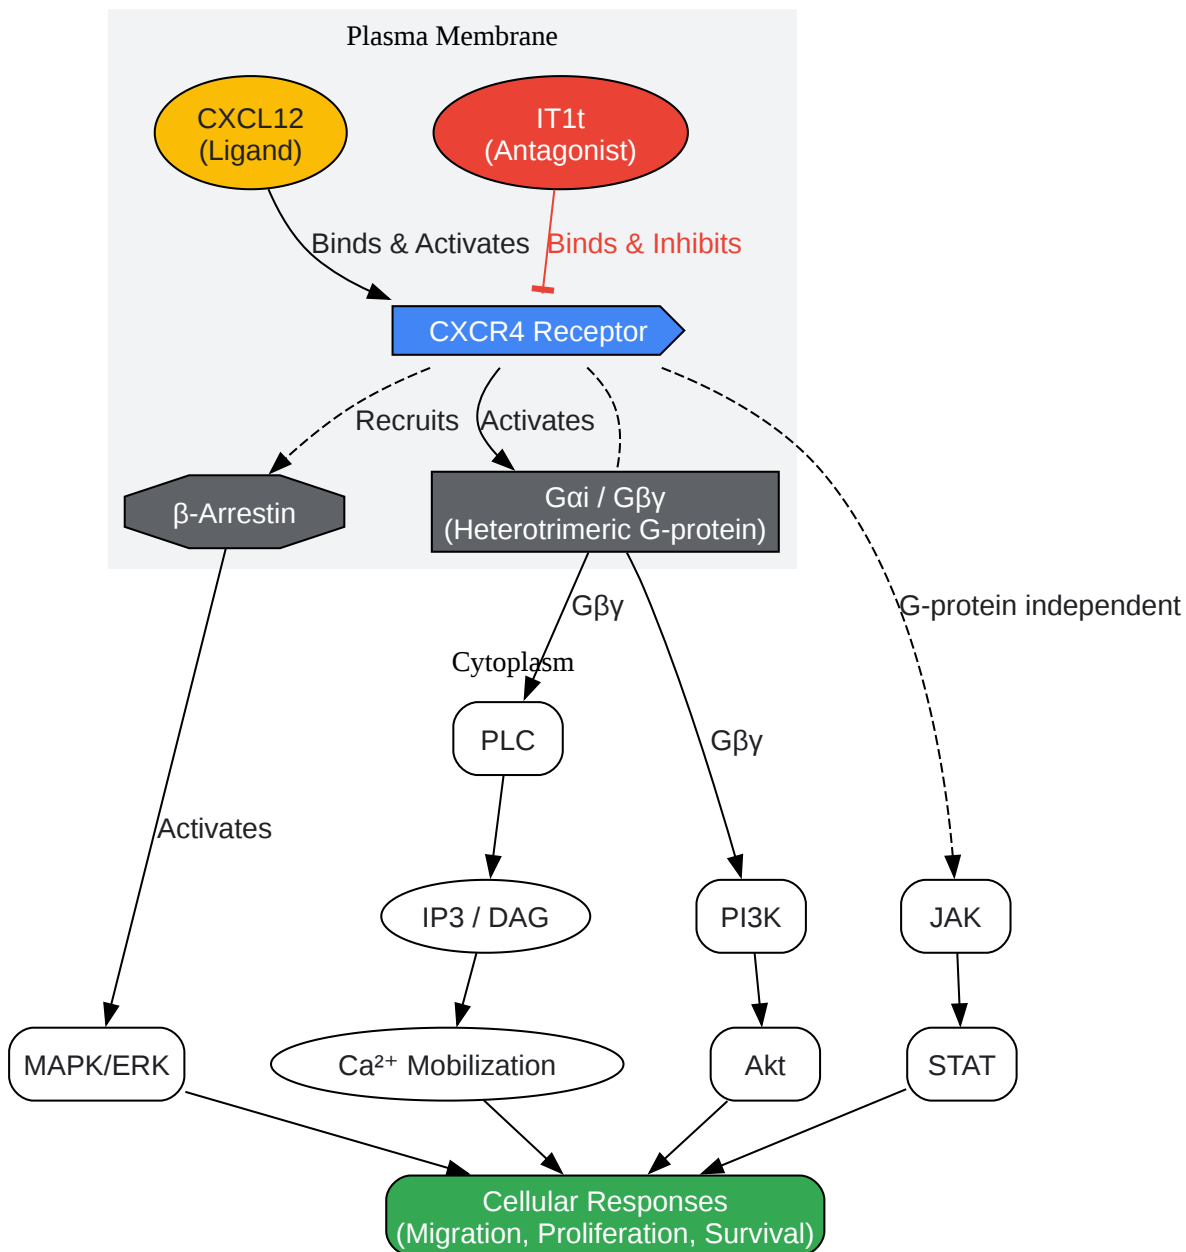 Plasma Membrane
CXCL12
(Ligand)
IT1t
(Antagonist)
Binds & Activates
Binds & Inhibits
CXCR4 Receptor
Recruits
Activates
β-Arrestin
Gαi / Gβγ
(Heterotrimeric G-protein)
Gβγ
G-protein independent
Cytoplasm
PLC
Gβγ
Activates
IP3 / DAG
PI3K
JAK
MAPK/ERK
Ca²⁺ Mobilization
Akt
STAT
Cellular Responses
(Migration, Proliferation, Survival)